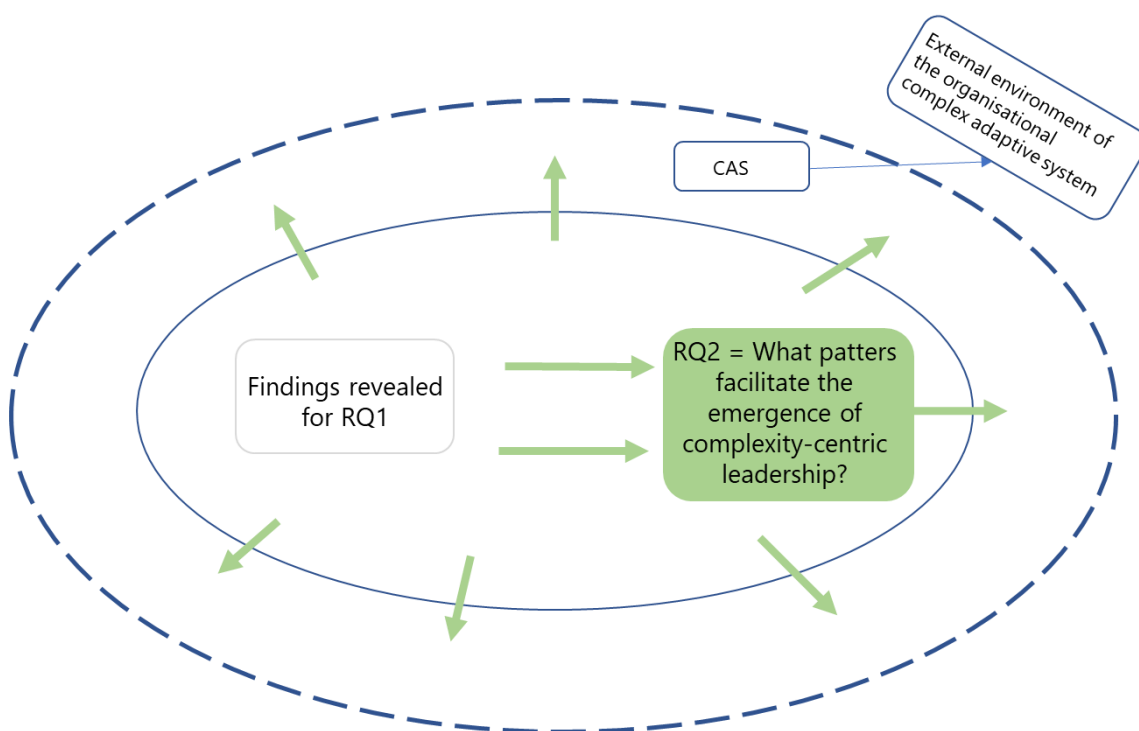 External environment of
the organisational
complex adaptive system
CAS
Findings revealed
for RQ1
RQ2 = What patters
facilitate the
emergence of
complexity-centric
leadership?